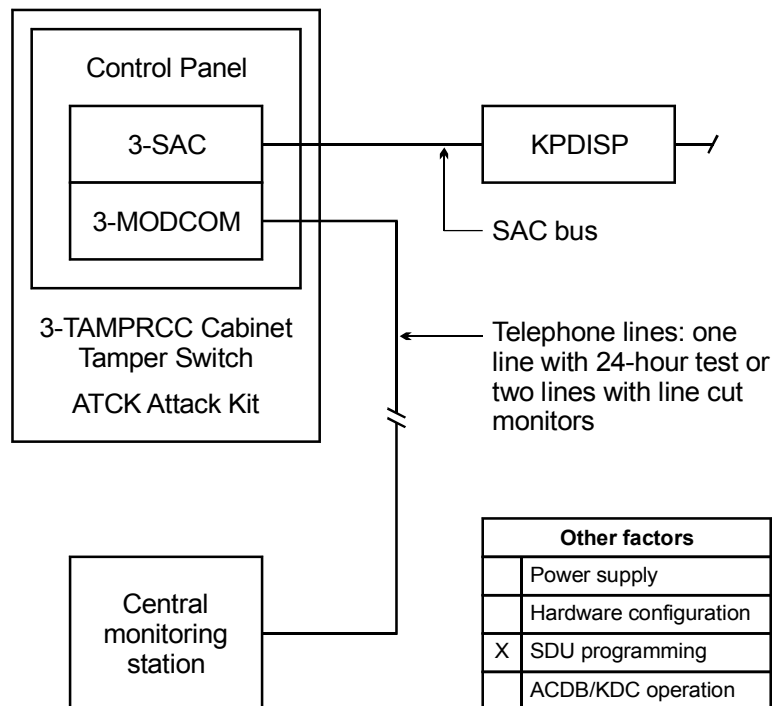 Control Panel
3-SAC
3-MODCOM
KPDISP
SAC bus
3-TAMPRCC Cabinet
Tamper Switch
ATCK Attack Kit
Telephone lines: one
line with 24-hour test or
two lines with line cut
monitors
Central
monitoring
station
Other factors
Power supply
Hardware configuration
X SDU programming
ACDB/KDC operation